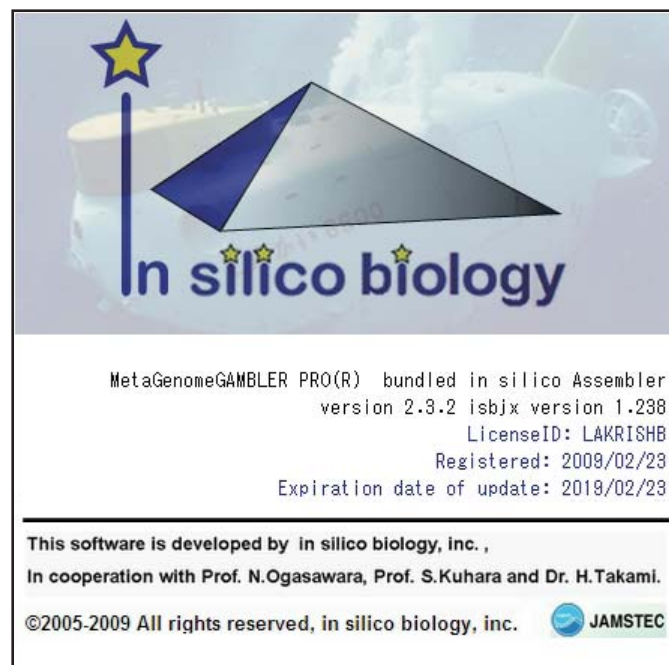 In silico biology
MetaGenomeGAMBLER PRO(R) bundled in silico Assembler
version 2.3.2 isbjx version 1.238
LicenseID: LAKRISHB
Registered: 2009/02/23
Expiration date of update: 2019/02/23
This software is developed by in silico biology, inc. ,
In cooperation with Prof. N.Ogasawara, Prof. S.Kuhara and Dr. H.Takami.
©2005-2009 All rights reserved, in silico biology, inc.
JAMSTEC